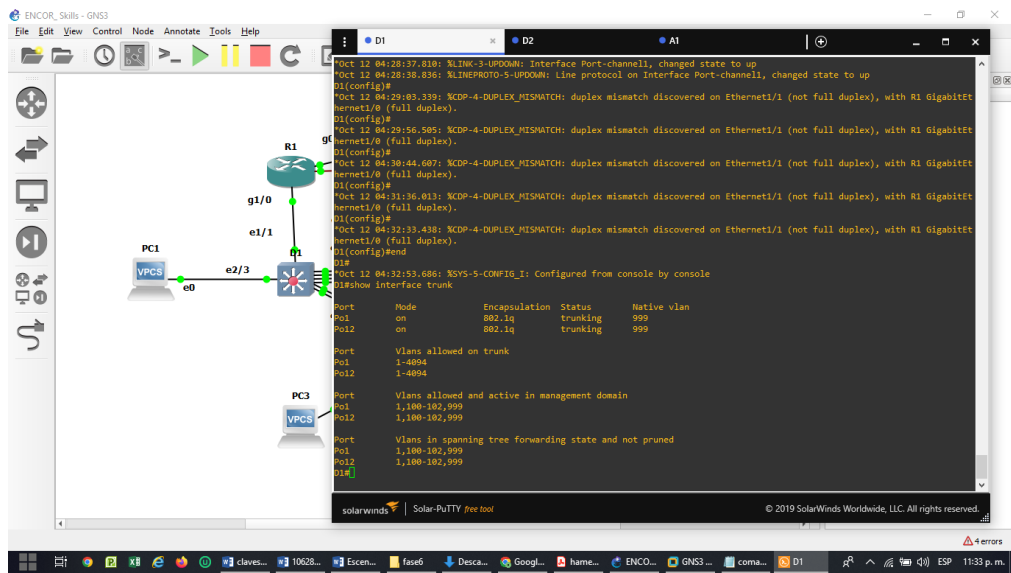 ENCOR_Skills - GNS3
File Edit View Control Node Annotate Tools Help
D1 × D2 A1
*Oct 12 04:28:37.810: %LINK-3-UPDOWN: Interface Port-channel1, changed state to up
*Oct 12 04:28:38.836: %LINEPROTO-5-UPDOWN: Line protocol on Interface Port-channel1, changed state to up
D1(config)#
*Oct 12 04:29:03.339: %CDP-4-DUPLEX_MISMATCH: duplex mismatch discovered on Ethernet1/1 (not full duplex), with R1 GigabitEt
hernet1/0 (full duplex).
D1(config)#
*Oct 12 04:29:56.505: %CDP-4-DUPLEX_MISMATCH: duplex mismatch discovered on Ethernet1/1 (not full duplex), with R1 GigabitEt
hernet1/0 (full duplex).
D1(config)#
*Oct 12 04:30:44.607: %CDP-4-DUPLEX_MISMATCH: duplex mismatch discovered on Ethernet1/1 (not full duplex), with R1 GigabitEt
hernet1/0 (full duplex).
D1(config)#
*Oct 12 04:31:36.013: %CDP-4-DUPLEX_MISMATCH: duplex mismatch discovered on Ethernet1/1 (not full duplex), with R1 GigabitEt
hernet1/0 (full duplex).
D1(config)#
*Oct 12 04:32:33.438: %CDP-4-DUPLEX_MISMATCH: duplex mismatch discovered on Ethernet1/1 (not full duplex), with R1 GigabitEt
hernet1/0 (full duplex).
D1(config)#end
D1#
*Oct 12 04:32:53.686: %SYS-5-CONFIG_I: Configured from console by console
D1#show interface trunk
Port Mode Encapsulation Status Native vlan
Po1 on 802.1q trunking 999
Po12 on 802.1q trunking 999
Port Vlans allowed on trunk
Po1 1-4094
Po12 1-4094
Port Vlans allowed and active in management domain
Po1 1,100-102,999
Po12 1,100-102,999
Port Vlans in spanning tree forwarding state and not pruned
Po1 1,100-102,999
Po12 1,100-102,999
D1#
R1
g1/0
e1/1
PC1
VPCS
e0
e2/3
D1
PC3
VPCS
solarwinds Solar-PuTTY free tool © 2019 SolarWinds Worldwide, LLC. All rights reserved.
4 errors
claves... 10628... Escen... fase6 Desca... Googl... hame... ENCO... GNS3 ... coma... D1 ESP 11:33 p. m.